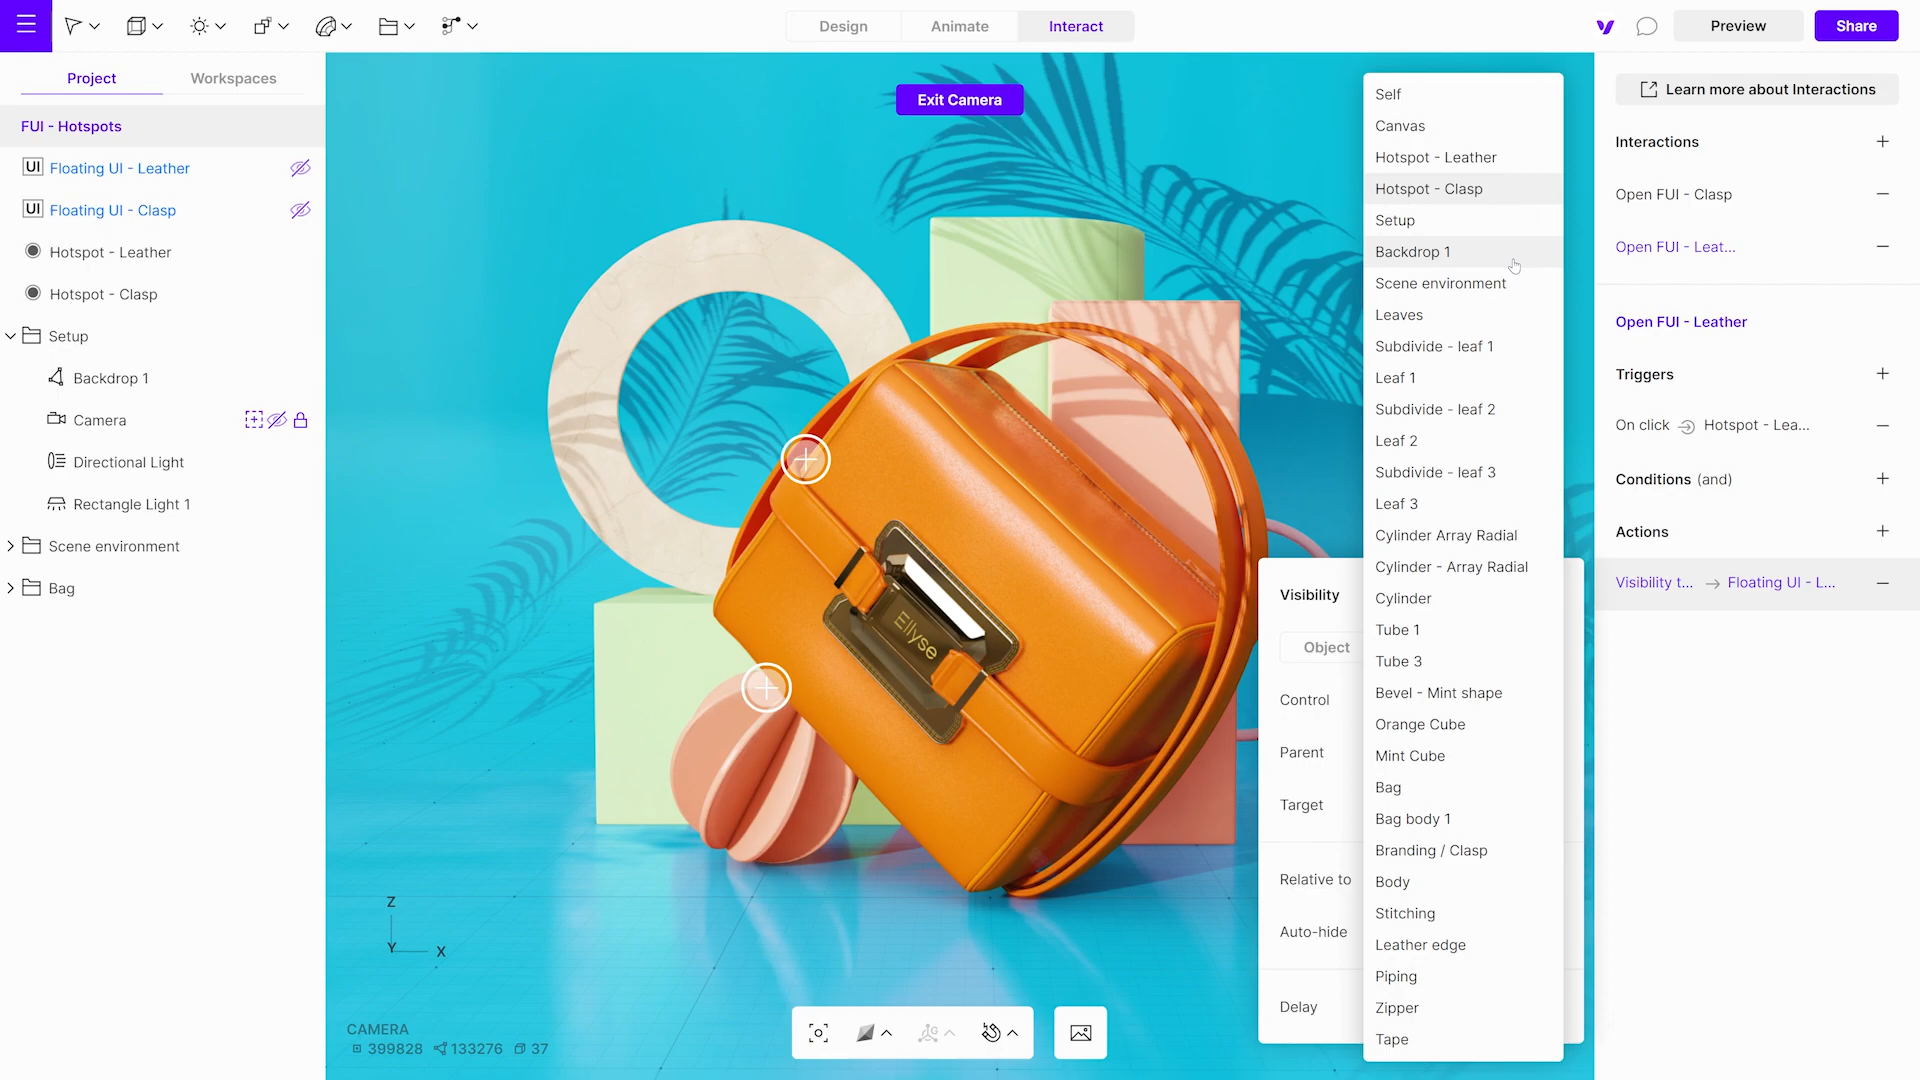 Design
Animate
Interact
Preview
Share
Project
Workspaces
FUI - Hotspots
UI Floating UI - Leather
UI Floating UI - Clasp
Hotspot - Leather
Hotspot - Clasp
Setup
Backdrop 1
Camera
Directional Light
Rectangle Light 1
Scene environment
Bag
Exit Camera
Ellyse
Z
Y
X
CAMERA
399828 133276 37
Visibility
Object
Control
Parent
Target
Relative to
Auto-hide
Delay
Self
Canvas
Hotspot - Leather
Hotspot - Clasp
Setup
Backdrop 1
Scene environment
Leaves
Subdivide - leaf 1
Leaf 1
Subdivide - leaf 2
Leaf 2
Subdivide - leaf 3
Leaf 3
Cylinder Array Radial
Cylinder - Array Radial
Cylinder
Tube 1
Tube 3
Bevel - Mint shape
Orange Cube
Mint Cube
Bag
Bag body 1
Branding / Clasp
Body
Stitching
Leather edge
Piping
Zipper
Tape
Learn more about Interactions
Interactions
Open FUI - Clasp
Open FUI - Leat...
Open FUI - Leather
Triggers
On click Hotspot - Lea...
Conditions (and)
Actions
Visibility t... Floating UI - L...